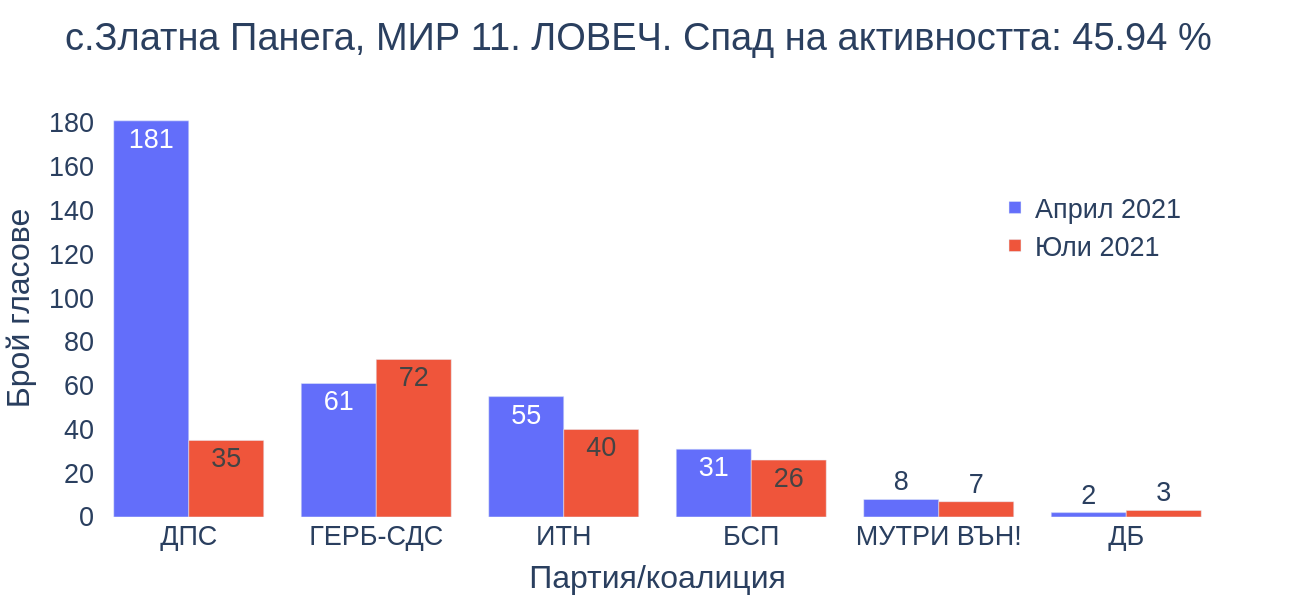 с.Златна Панега, МИР 11. ЛОВЕЧ. Спад на активността: 45.94 %
Брой гласове
180
160
140
120
100
80
60
40
20
0
181
35
61
72
55
40
31
26
8
7
2
3
Април 2021
Юли 2021
ДПС
ГЕРБ-СДС
ИТН
БСП
МУТРИ ВЪН!
ДБ
Партия/коалиция